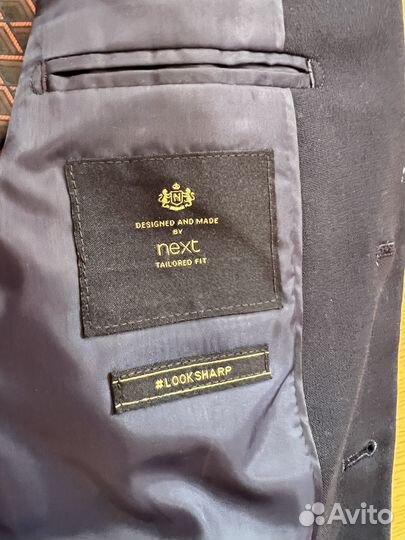 N
DESIGNED AND MADE
BY
next
TAILORED FIT
#LOOKSHARP
Avito